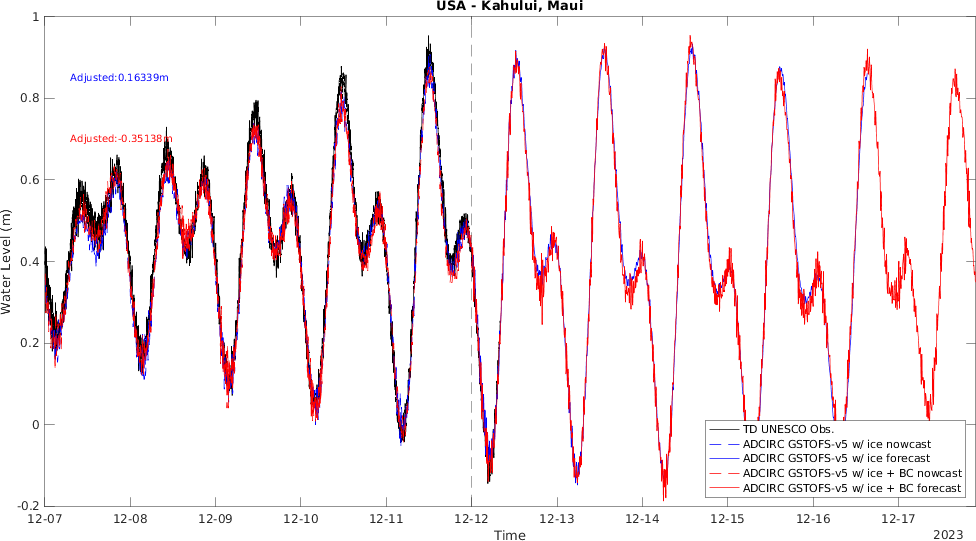 USA - Kahului, Maui
1
0.8
0.6
0.4
0.2
0
-0.2
Water Level (m)
Adjusted:0.16339m
Adjusted:-0.35138m
TD UNESCO Obs.
ADCIRC GSTOFS-v5 w/ ice nowcast
ADCIRC GSTOFS-v5 w/ ice forecast
ADCIRC GSTOFS-v5 w/ ice + BC nowcast
ADCIRC GSTOFS-v5 w/ ice + BC forecast
12-07 12-08 12-09 12-10 12-11 12-12 12-13 12-14 12-15 12-16 12-17
Time
2023